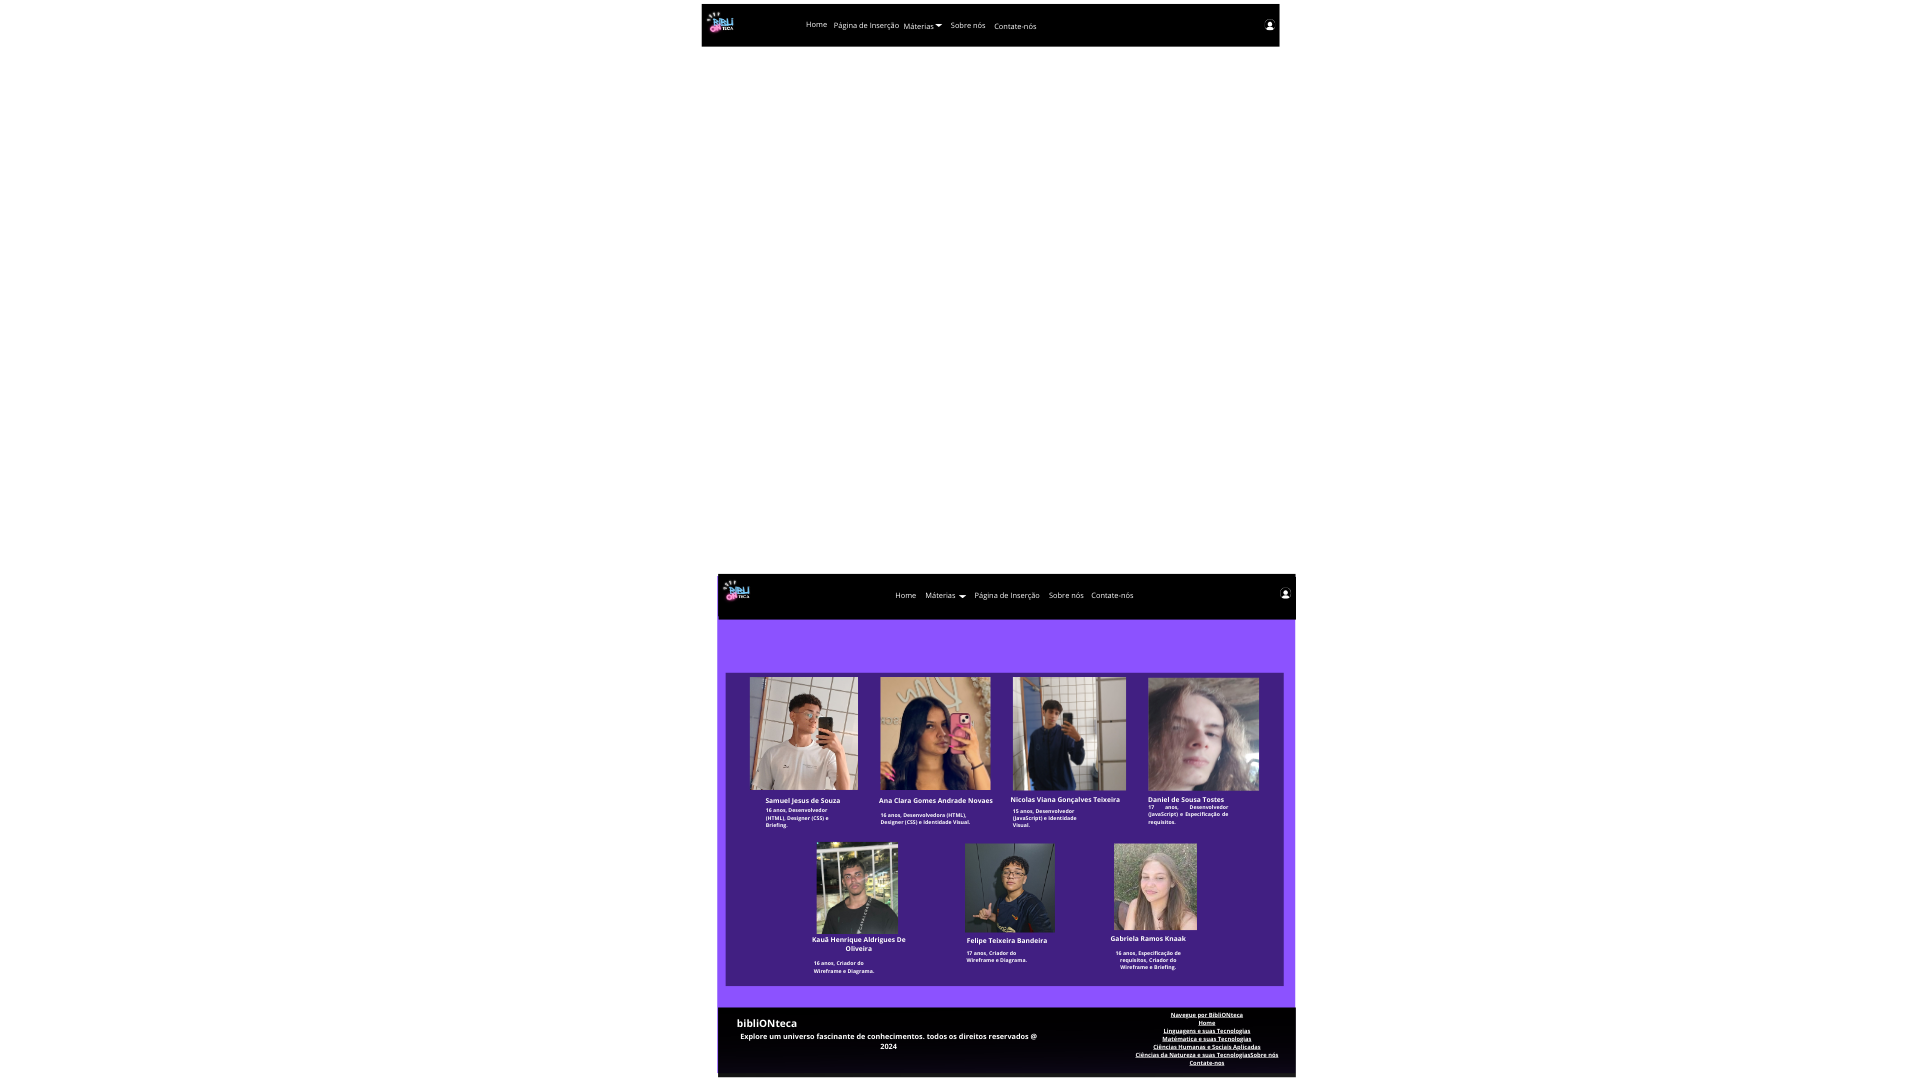 BIBLI
ON TECA
Home Página de Inserção Máterias Sobre nós Contate-nós
BIBLI
ON TECA
Home Máterias Página de Inserção Sobre nós Contate-nós
Samuel Jesus de Souza
16 anos, Desenvolvedor
(HTML), Designer (CSS) e
Briefing.
Ana Clara Gomes Andrade Novaes
16 anos, Desenvolvedora (HTML),
Designer (CSS) e Identidade Visual.
Nicolas Viana Gonçalves Teixeira
15 anos, Desenvolvedor
(JavaScript) e Identidade
Visual.
Daniel de Sousa Tostes
17 anos, Desenvolvedor
(JavaScript) e Especificação de
requisitos.
Kauã Henrique Aldrigues De
Oliveira
16 anos, Criador do
Wireframe e Diagrama.
Felipe Teixeira Bandeira
17 anos, Criador do
Wireframe e Diagrama.
Gabriela Ramos Knaak
16 anos, Especificação de
requisitos, Criador do
Wireframe e Briefing.
bibliONteca
Explore um universo fascinante de conhecimentos. todos os direitos reservados @
2024
Navegue por BibliONteca
Home
Linguagens e suas Tecnologias
Matématica e suas Tecnologias
Ciências Humanas e Sociais Aplicadas
Ciências da Natureza e suas TecnologiasSobre nós
Contate-nos